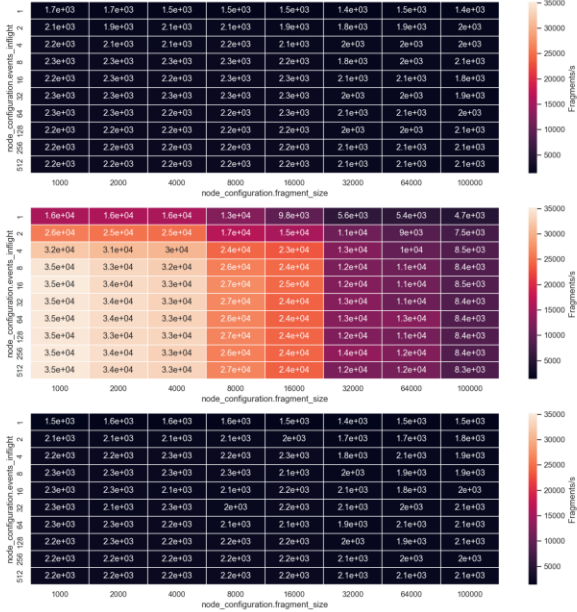 1 1.7e+03 1.7e+03 1.5e+03 1.5e+03 1.5e+03 1.4e+03 1.5e+03 1.4e+03
2 2.1e+03 1.9e+03 2.1e+03 2.1e+03 1.9e+03 1.8e+03 1.9e+03 2e+03
4 2.2e+03 2.1e+03 2.1e+03 2.2e+03 2.1e+03 2e+03 2e+03 2e+03
8 2.3e+03 2.3e+03 2.3e+03 2.3e+03 2.2e+03 1.8e+03 2e+03 2.1e+03
16 2.2e+03 2.3e+03 2.2e+03 2.3e+03 2.3e+03 2.1e+03 2.1e+03 1.8e+03
32 2.3e+03 2.3e+03 2.2e+03 2.3e+03 2.3e+03 2e+03 2e+03 1.9e+03
64 2.3e+03 2.3e+03 2.2e+03 2.2e+03 2.3e+03 2.1e+03 2.1e+03 2.1e+03
128 2.2e+03 2.2e+03 2.2e+03 2.2e+03 2.2e+03 2e+03 2e+03 2.1e+03
256 2.2e+03 2.2e+03 2.2e+03 2.2e+03 2.2e+03 2.1e+03 2.1e+03 2.1e+03
512 2.2e+03 2.2e+03 2.2e+03 2.2e+03 2.2e+03 2.1e+03 2.1e+03 2.1e+03
1000 2000 4000 8000 16000 32000 64000 100000
node_configuration.fragment_size
node_configuration.events_inflight
35000
30000
25000
20000
15000
10000
5000
Fragments/s
1 1.6e+04 1.6e+04 1.6e+04 1.3e+04 9.8e+03 5.6e+03 5.4e+03 4.7e+03
2 2.6e+04 2.5e+04 2.5e+04 1.7e+04 1.5e+04 1.1e+04 9e+03 7.5e+03
4 3.2e+04 3.1e+04 3e+04 2.4e+04 2.3e+04 1.3e+04 1e+04 8.5e+03
8 3.5e+04 3.3e+04 3.2e+04 2.6e+04 2.4e+04 1.2e+04 1.1e+04 8.4e+03
16 3.5e+04 3.4e+04 3.3e+04 2.7e+04 2.5e+04 1.2e+04 1.1e+04 8.4e+03
32 3.5e+04 3.4e+04 3.3e+04 2.7e+04 2.4e+04 1.3e+04 1.1e+04 8.4e+03
64 3.5e+04 3.3e+04 3.3e+04 2.6e+04 2.4e+04 1.3e+04 1.3e+04 8.4e+03
128 3.5e+04 3.3e+04 3.3e+04 2.7e+04 2.4e+04 1.2e+04 1.1e+04 8.4e+03
256 3.5e+04 3.4e+04 3.3e+04 2.6e+04 2.4e+04 1.4e+04 1.2e+04 8.4e+03
512 3.5e+04 3.4e+04 3.3e+04 2.7e+04 2.4e+04 1.2e+04 1.2e+04 8.3e+03
1000 2000 4000 8000 16000 32000 64000 100000
node_configuration.fragment_size
node_configuration.events_inflight
35000
30000
25000
20000
15000
10000
5000
Fragments/s
1 1.5e+03 1.6e+03 1.6e+03 1.6e+03 1.5e+03 1.4e+03 1.5e+03 1.5e+03
2 2.1e+03 2.1e+03 2.1e+03 2.1e+03 2e+03 1.7e+03 1.7e+03 1.8e+03
4 2.2e+03 2.2e+03 2.3e+03 2.2e+03 2.2e+03 2.1e+03 1.9e+03 1.9e+03
8 2.3e+03 2.3e+03 2.3e+03 2.3e+03 2.1e+03 2e+03 1.9e+03 1.9e+03
16 2.3e+03 2.3e+03 2.1e+03 2.1e+03 2.2e+03 2.1e+03 1.8e+03 2e+03
32 2.3e+03 2.1e+03 2.3e+03 2e+03 2.2e+03 2.1e+03 2.1e+03 2.1e+03
64 2.3e+03 2.3e+03 2.2e+03 2.1e+03 2.1e+03 1.9e+03 2.1e+03 2.1e+03
128 2.2e+03 2.2e+03 2.2e+03 2.2e+03 2.2e+03 2e+03 1.9e+03 2.1e+03
256 2.2e+03 2.2e+03 2.2e+03 2.2e+03 2.2e+03 2.1e+03 2e+03 2e+03
512 2.2e+03 2.2e+03 2.2e+03 2.2e+03 2.2e+03 2.1e+03 2.1e+03 2.1e+03
1000 2000 4000 8000 16000 32000 64000 100000
node_configuration.fragment_size
node_configuration.events_inflight
35000
30000
25000
20000
15000
10000
5000
Fragments/s